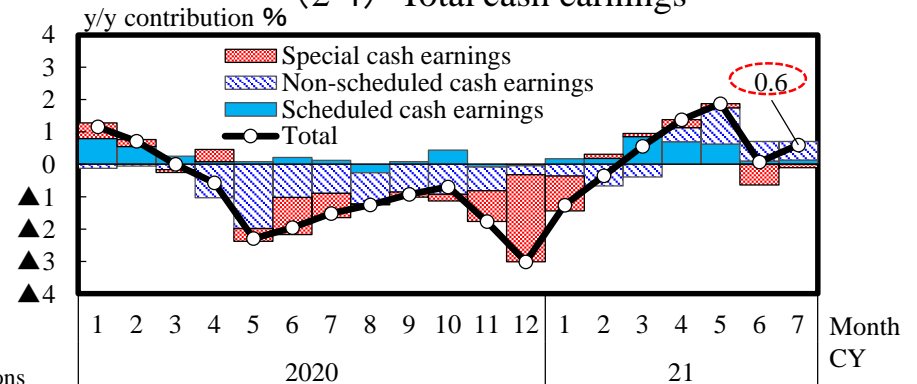 (2-4) Total cash earnings
y/y contribution %
4
3
2
1
0
▲1
▲2
▲3
▲4
Special cash earnings
Non-scheduled cash earnings
Scheduled cash earnings
Total
0.6
1 2 3 4 5 6 7 8 9 10 11 12 1 2 3 4 5 6 7 Month
2020 21 CY
ons